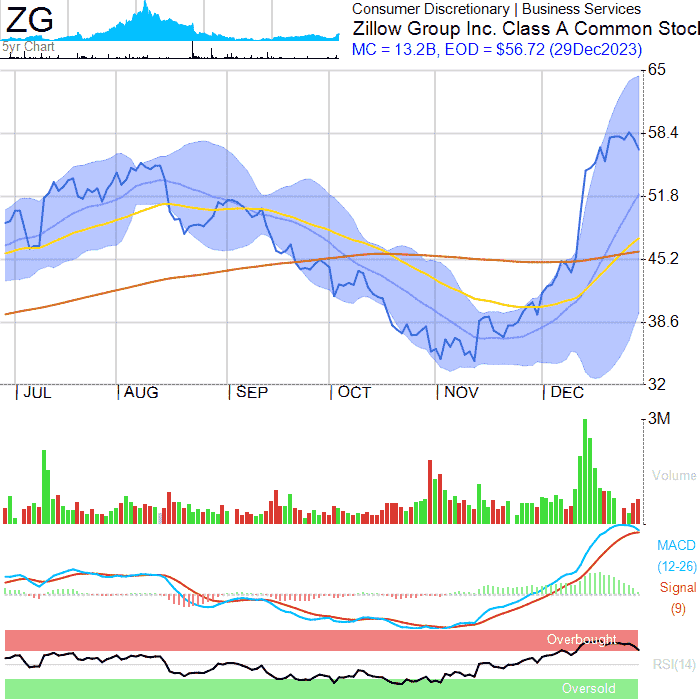 ZG
5yr Chart
Consumer Discretionary | Business Services
Zillow Group Inc. Class A Common Stocl
MC = 13.2B, EOD = $56.72 (29Dec2023)
65
58.4
51.8
45.2
38.6
32
| JUL | AUG | SEP | OCT | NOV | DEC
3M
Volume
MACD
(12-26)
Signal
(9)
Overbought
RSI(14)
Oversold